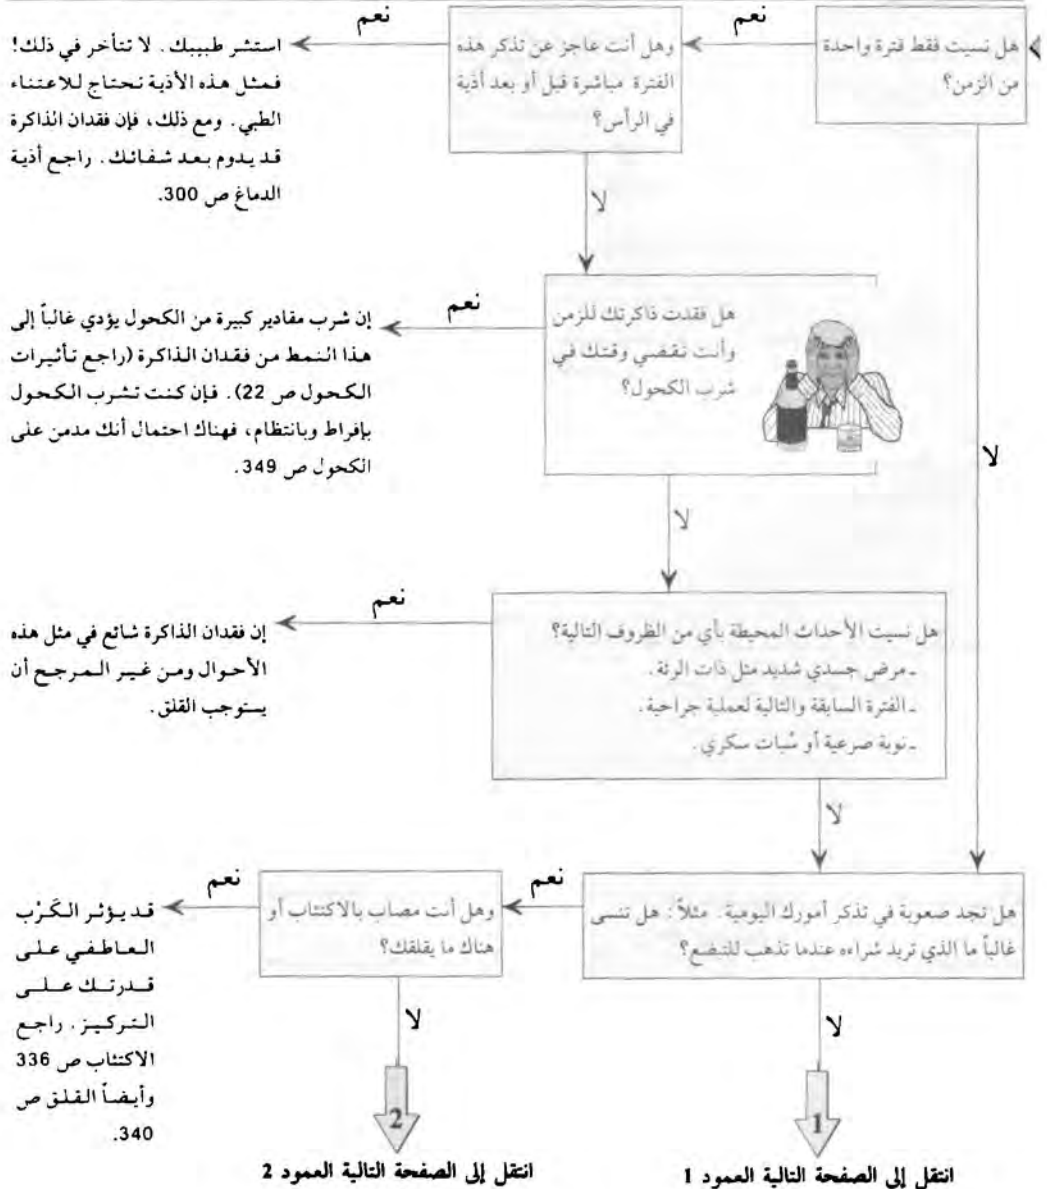 هل نسيت فقط فترة واحدة
من الزمن؟
نعم
وهل أنت عاجز عن تذكر هذه
الفترة مباشرة قبل أو بعد أذية
في الرأس؟
نعم
استشر طبيبك. لا تتأخر في ذلك!
فمثل هذه الأذية تحتاج للاعتناء
الطبي. ومع ذلك، فإن فقدان الذاكرة
قد يدوم بعد شفائك. راجع أذية
الدماغ ص 300.
لا
لا
هل فقدت ذاكرتك للزمن
وأنت تقضي وقتك في
شرب الكحول؟
نعم
إن شرب مقادير كبيرة من الكحول يؤدي غالباً إلى
هذا النمط من فقدان الذاكرة (راجع تأثيرات
الكحول ص 22). فإن كنت تشرب الكحول
بإفراط وبانتظام، فهناك احتمال أنك مدمن على
الكحول ص 349.
لا
هل نسيت الأحداث المحيطة بأي من الظروف التالية؟
ـ مرض جسدي شديد مثل ذات الرئة.
ـ الفترة السابقة والتالية لعملية جراحية.
ـ نوبة صرعية أو سُبات سكري.
نعم
إن فقدان الذاكرة شائع في مثل هذه
الأحوال ومن غير المرجح أن
يستوجب القلق.
لا
هل تجد صعوبة في تذكر أمورك اليومية. مثلاً: هل تنسى
غالباً ما الذي تريد شراءه عندما تذهب للتبضع؟
نعم
وهل أنت مصاب بالاكتئاب أو
هناك ما يقلقك؟
نعم
قد يؤثر الكَرْب
العاطفي على
قدرتك على
التركيز. راجع
الاكتئاب ص 336
وأيضاً القلق ص
340.
لا
1
انتقل إلى الصفحة التالية العمود 1
لا
2
انتقل إلى الصفحة التالية العمود 2